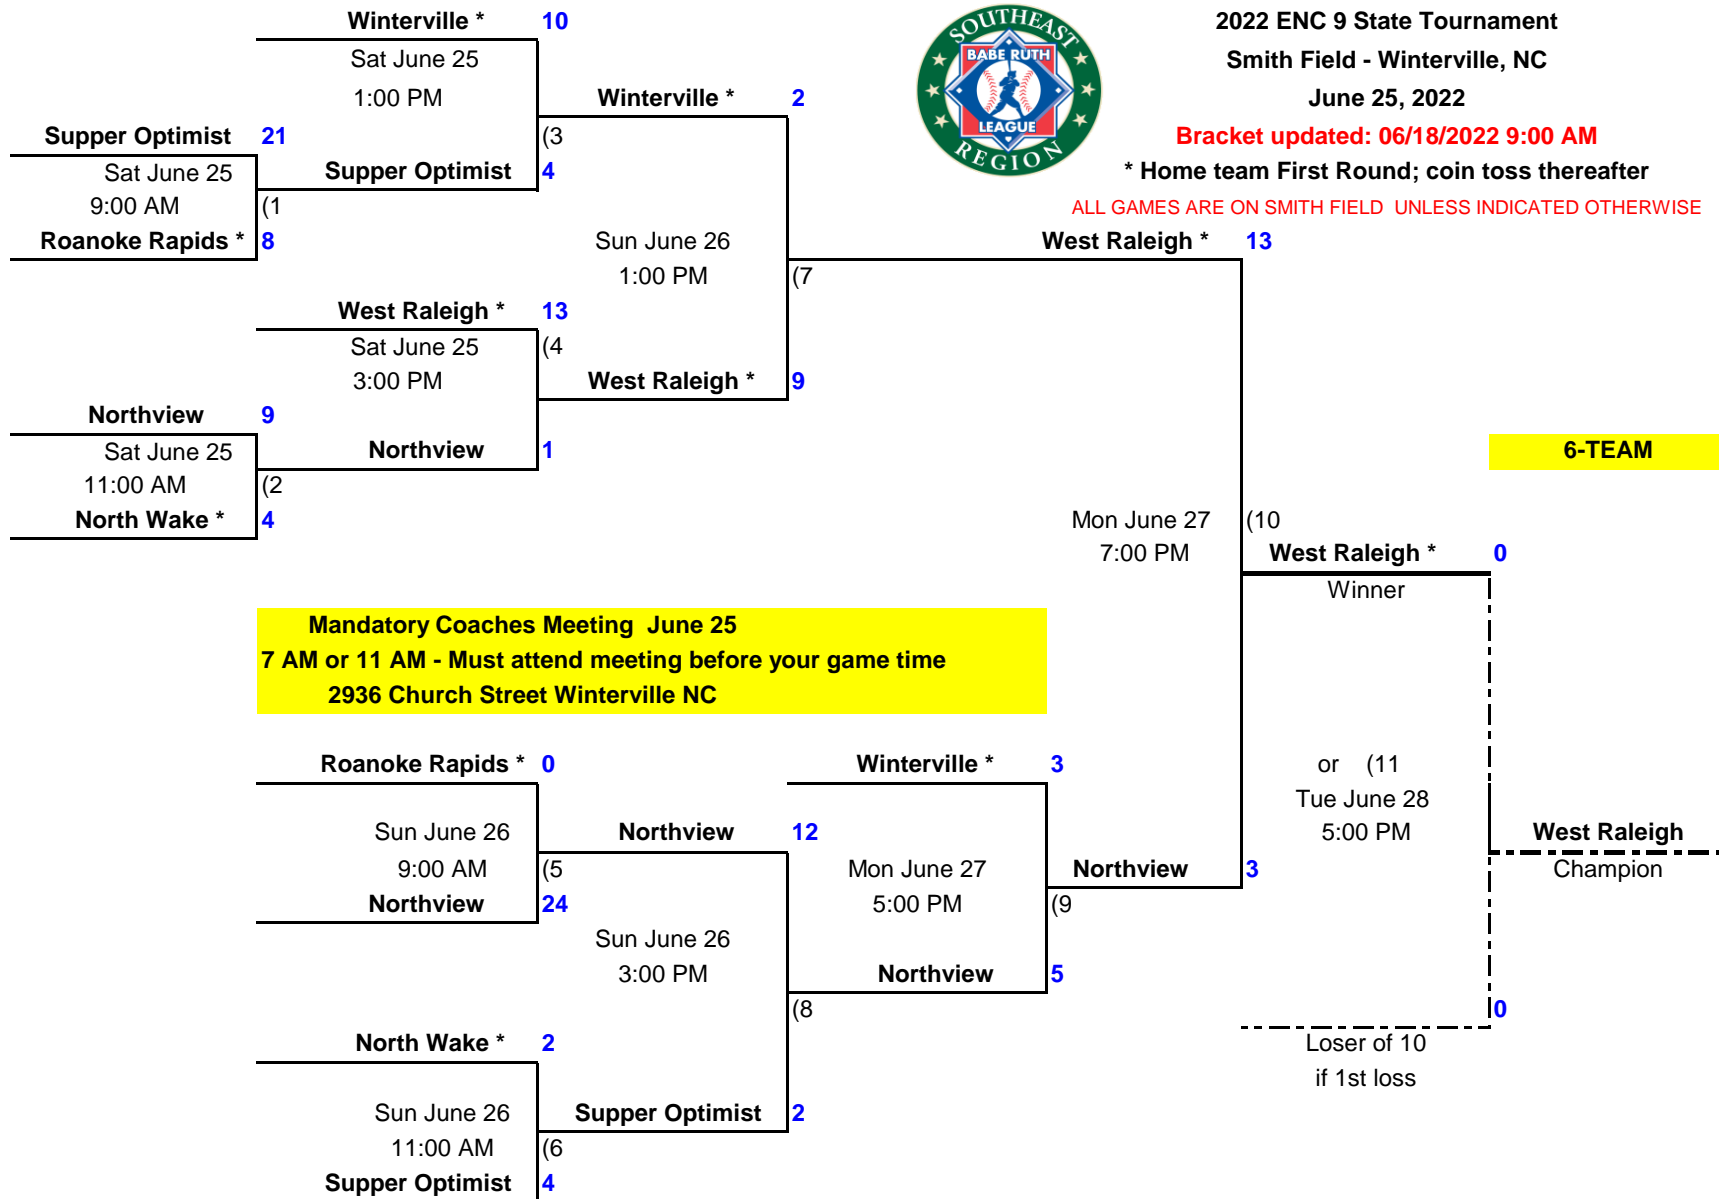 Winterville * 10
2022 ENC 9 State Tournament
SOUTHEAST
BABE RUTH
LEAGUE
REGION
Smith Field - Winterville, NC
Sat June 25
1:00 PM
Winterville * 2
June 25, 2022
Supper Optimist 21
(3
Bracket updated: 06/18/2022 9:00 AM
Sat June 25
Supper Optimist 4
* Home team First Round; coin toss thereafter
9:00 AM (1
ALL GAMES ARE ON SMITH FIELD UNLESS INDICATED OTHERWISE
Roanoke Rapids * 8
Sun June 26
West Raleigh * 13
1:00 PM (7
West Raleigh * 13
Sat June 25 (4
3:00 PM
West Raleigh * 9
Northview 9
Sat June 25
Northview 1
6-TEAM
11:00 AM (2
North Wake * 4
Mon June 27 (10
7:00 PM
West Raleigh * 0
Winner
Mandatory Coaches Meeting June 25
7 AM or 11 AM - Must attend meeting before your game time
2936 Church Street Winterville NC
Roanoke Rapids * 0
Winterville * 3
or (11
Tue June 28
Sun June 26
Northview 12
5:00 PM
West Raleigh
9:00 AM (5
Mon June 27
Northview 3
Champion
Northview 24
5:00 PM (9
Sun June 26
3:00 PM
Northview 5
(8
0
North Wake * 2
Loser of 10
if 1st loss
Sun June 26
Supper Optimist 2
11:00 AM (6
Supper Optimist 4